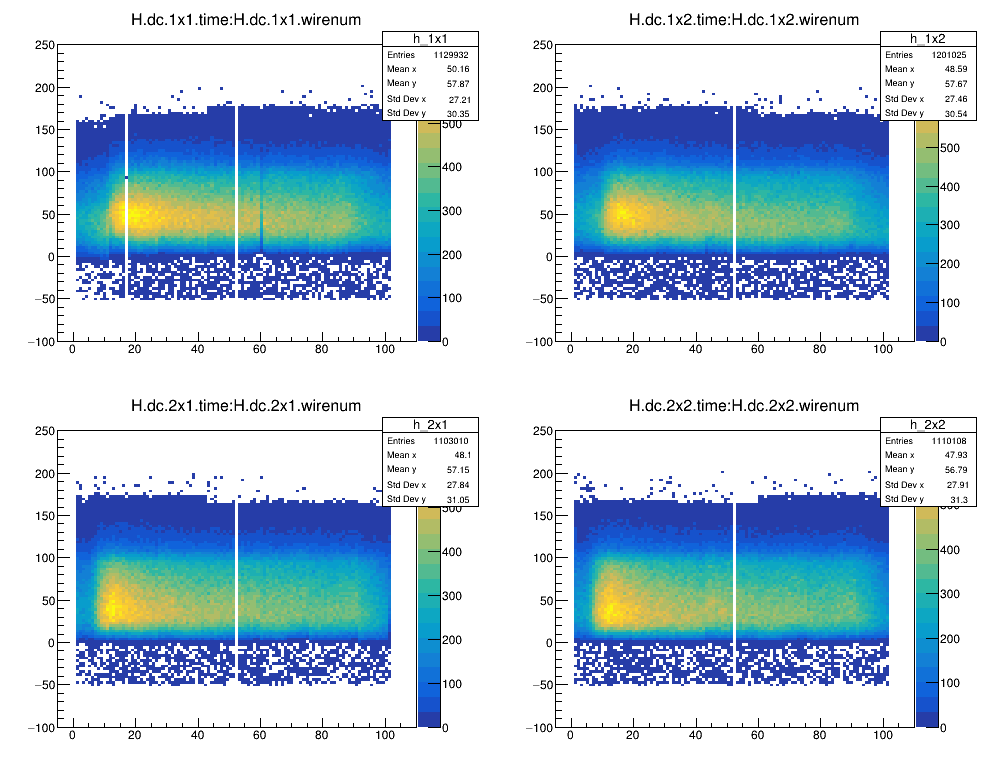 H.dc.1x1.time:H.dc.1x1.wirenum
h_1x1
Entries 1129932
Mean x 50.16
Mean y 57.87
Std Dev x 27.21
Std Dev y 30.35
250
200
150
100
50
0
−50
−100
0 20 40 60 80 100
500
400
300
200
100
0
H.dc.1x2.time:H.dc.1x2.wirenum
h_1x2
Entries 1201025
Mean x 48.59
Mean y 57.67
Std Dev x 27.46
Std Dev y 30.54
250
200
150
100
50
0
−50
−100
0 20 40 60 80 100
500
400
300
200
100
0
H.dc.2x1.time:H.dc.2x1.wirenum
h_2x1
Entries 1103010
Mean x 48.1
Mean y 57.15
Std Dev x 27.84
Std Dev y 31.05
250
200
150
100
50
0
−50
−100
0 20 40 60 80 100
500
400
300
200
100
0
H.dc.2x2.time:H.dc.2x2.wirenum
h_2x2
Entries 1110108
Mean x 47.93
Mean y 56.79
Std Dev x 27.91
Std Dev y 31.3
250
200
150
100
50
0
−50
−100
0 20 40 60 80 100
500
400
300
200
100
0